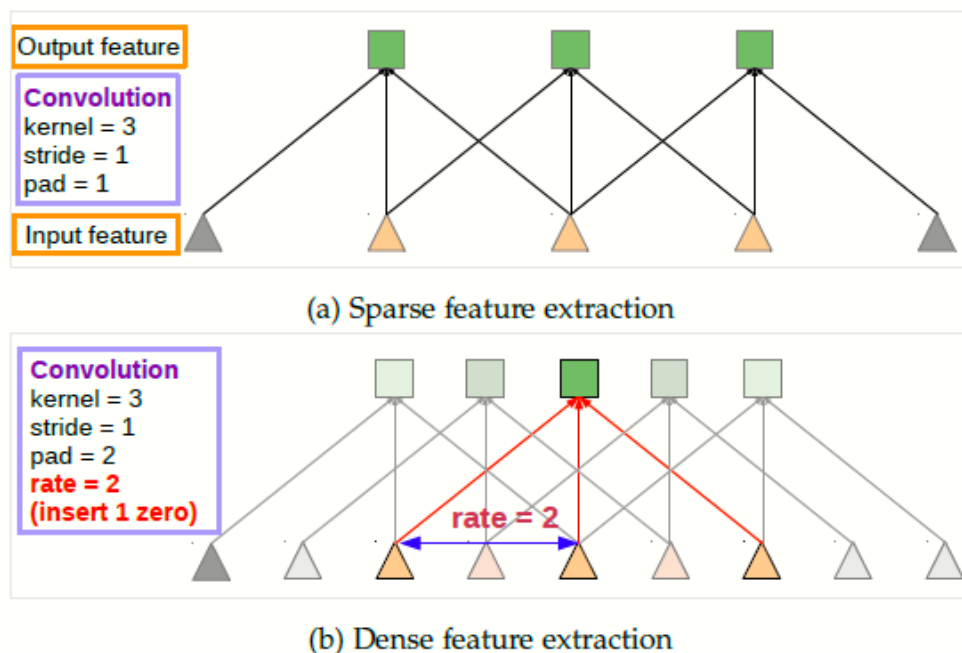 Output feature
Convolution
kernel = 3
stride = 1
pad = 1
Input feature
(a) Sparse feature extraction
Convolution
kernel = 3
stride = 1
pad = 2
rate = 2
(insert 1 zero)
rate = 2
(b) Dense feature extraction